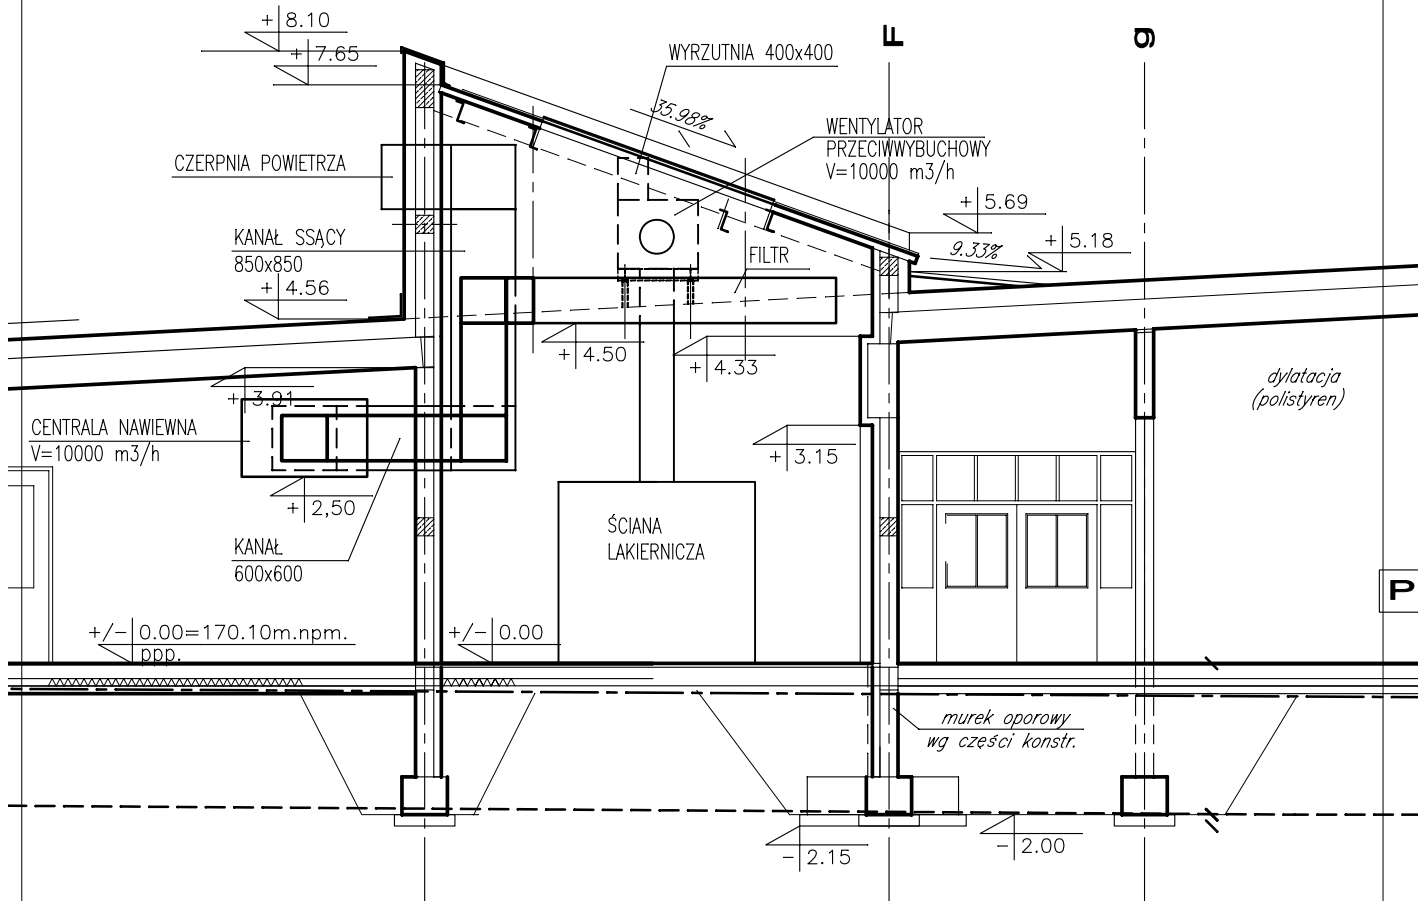 + 8.10
F
g
+ 7.65
WYRZUTNIA 400x400
35.98%
WENTYLATOR
PRZECIWWYBUCHOWY
V=10000 m3/h
CZERPNIA POWIETRZA
+ 5.69
KANAŁ SSĄCY
850x850
9.33%
+ 5.18
FILTR
+ 4.56
+ 4.50
+ 4.33
+ 3.91
dylatacja
(polistyren)
CENTRALA NAWIEWNA
V=10000 m3/h
+ 3.15
+ 2,50
ŚCIANA
LAKIERNICZA
KANAŁ
600x600
P
+/- 0.00=170.10m.npm.
ppp.
+/- 0.00
murek oporowy
wg części konstr.
- 2.15
- 2.00